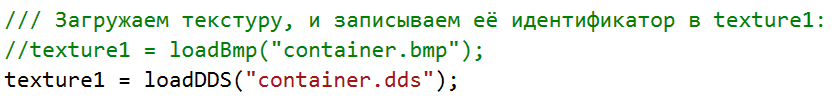 /// Загружаем текстуру, и записываем её идентификатор в texture1:
//texture1 = loadBmp("container.bmp");
texture1 = loadDDS("container.dds");